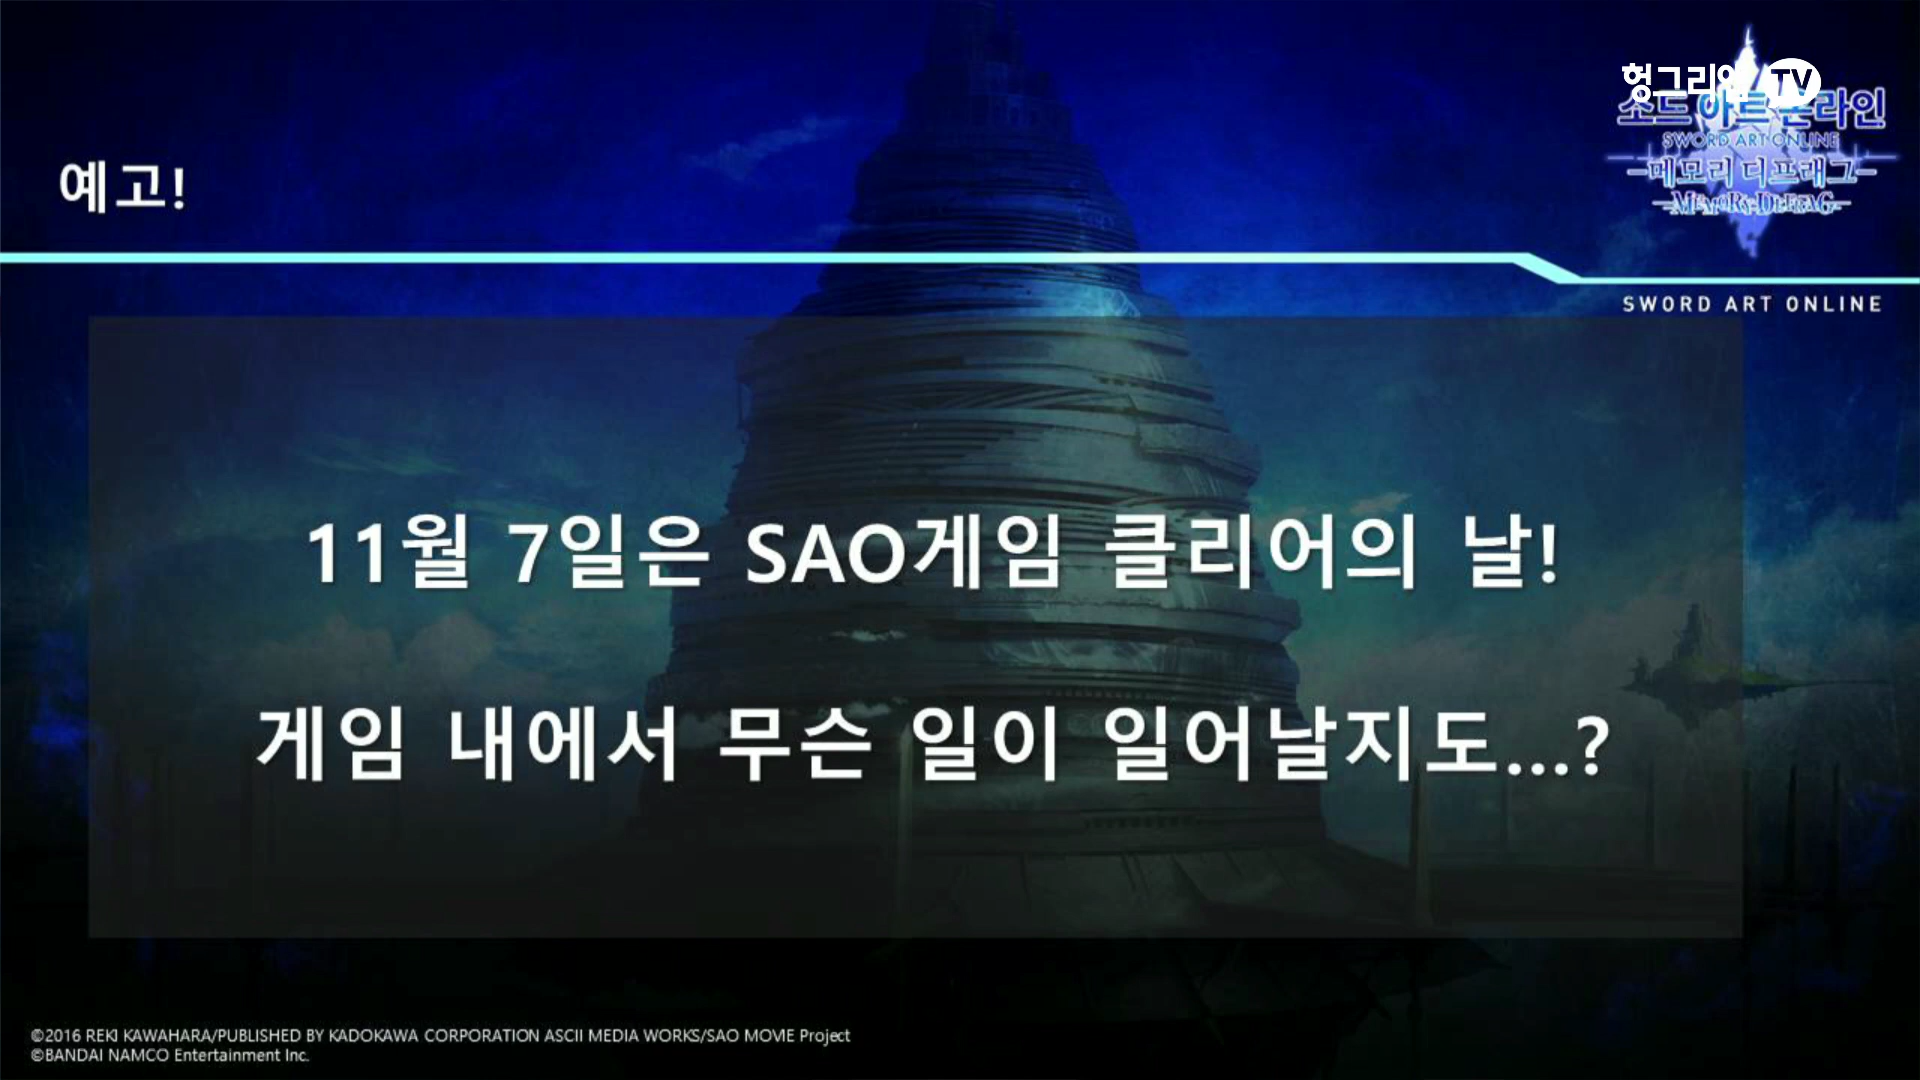 헝그리앱 TV
소드 아트 온라인
SWORD ART ONLINE
메모리 디프래그
MEMORY DEFRAG
예고!
SWORD ART ONLINE
11월 7일은 SAO게임 클리어의 날!
게임 내에서 무슨 일이 일어날지도...?
©2016 REKI KAWAHARA/PUBLISHED BY KADOKAWA CORPORATION ASCII MEDIA WORKS/SAO MOVIE Project
©BANDAI NAMCO Entertainment Inc.